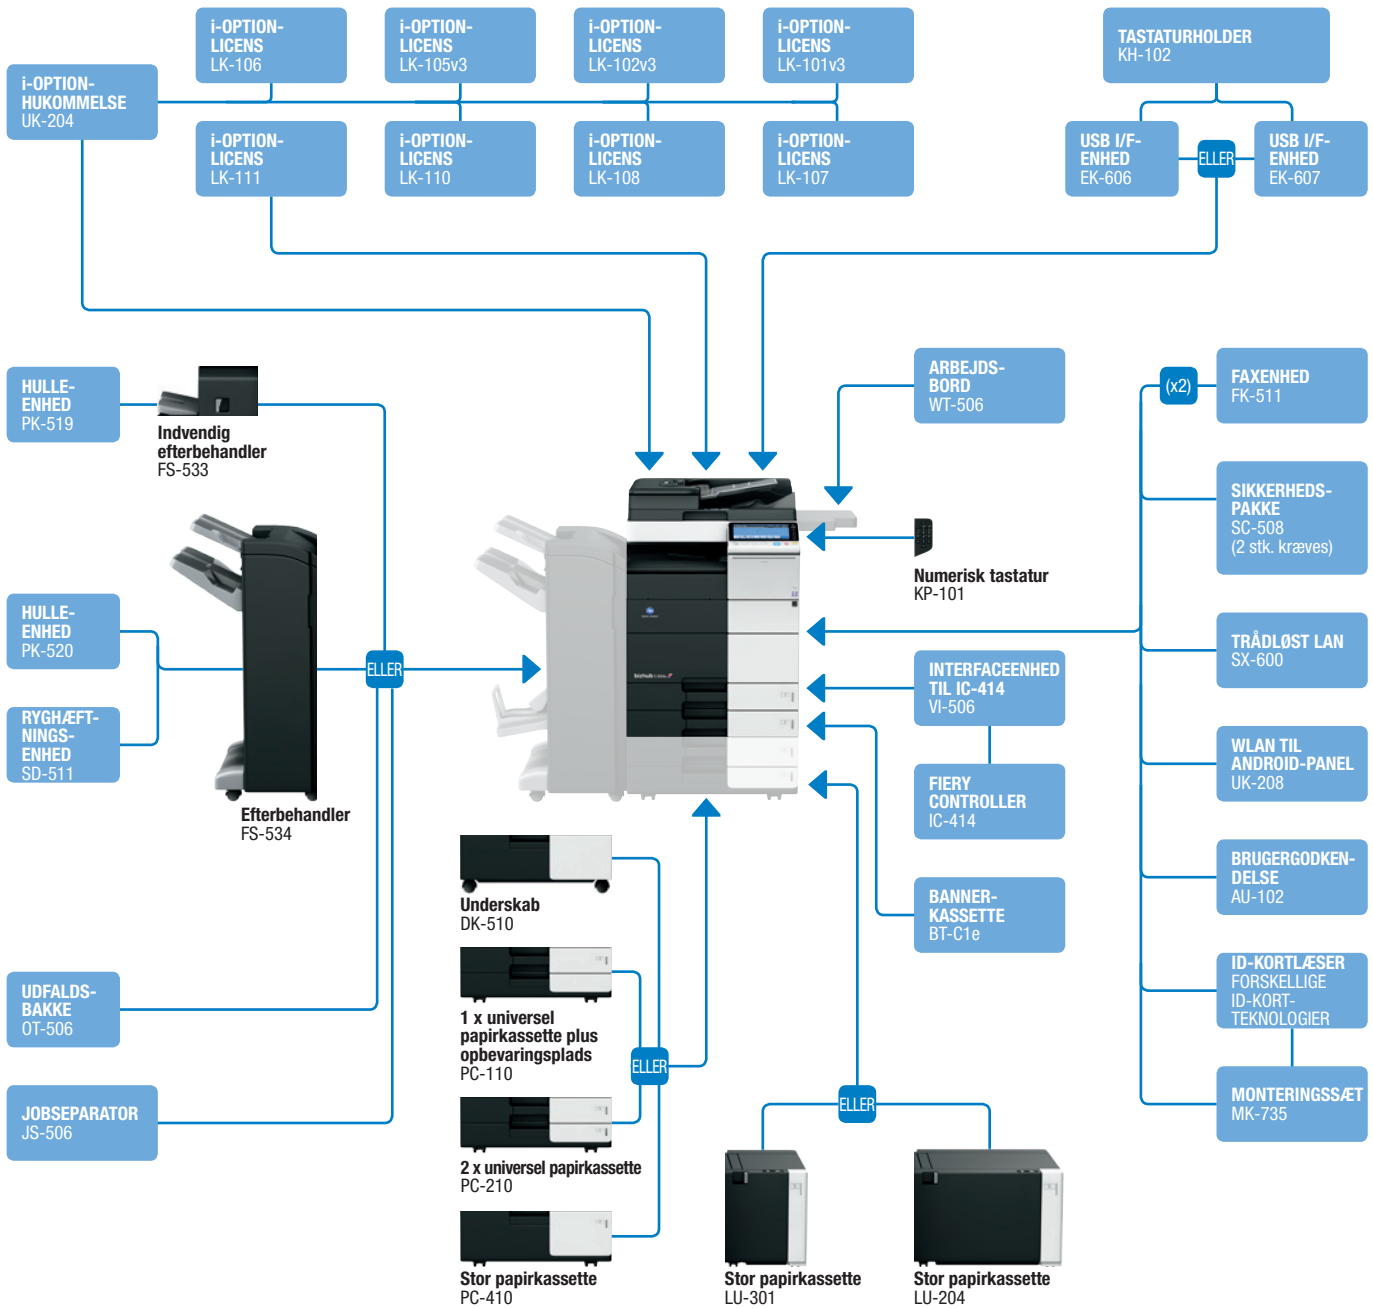 i-OPTION-
LICENS
LK-106
i-OPTION-
LICENS
LK-105v3
i-OPTION-
LICENS
LK-102v3
i-OPTION-
LICENS
LK-101v3
TASTATURHOLDER
KH-102
i-OPTION-
HUKOMMELSE
UK-204
i-OPTION-
LICENS
LK-111
i-OPTION-
LICENS
LK-110
i-OPTION-
LICENS
LK-108
i-OPTION-
LICENS
LK-107
USB I/F-
ENHED
EK-606
ELLER
USB I/F-
ENHED
EK-607
HULLE-
ENHED
PK-519
Indvendig
efterbehandler
FS-533
ARBEJDS-
BORD
WT-506
(x2)
FAXENHED
FK-511
SIKKERHEDS-
PAKKE
SC-508
(2 stk. kræves)
Numerisk tastatur
KP-101
HULLE-
ENHED
PK-520
TRÅDLØST LAN
SX-600
ELLER
bizhub
INTERFACEENHED
TIL IC-414
VI-506
RYGHÆFT-
NINGS-
ENHED
SD-511
WLAN TIL
ANDROID-PANEL
UK-208
FIERY
CONTROLLER
IC-414
Efterbehandler
FS-534
BRUGERGODKEN-
DELSE
AU-102
Underskab
DK-510
BANNER-
KASSETTE
BT-C1e
ID-KORTLÆSER
FORSKELLIGE
ID-KORT-
TEKNOLOGIER
UDFALDS-
BAKKE
OT-506
1 x universel
papirkassette plus
opbevaringsplads
PC-110
ELLER
JOBSEPARATOR
JS-506
ELLER
MONTERINGSSÆT
MK-735
2 x universel papirkassette
PC-210
Stor papirkassette
PC-410
Stor papirkassette
LU-301
Stor papirkassette
LU-204